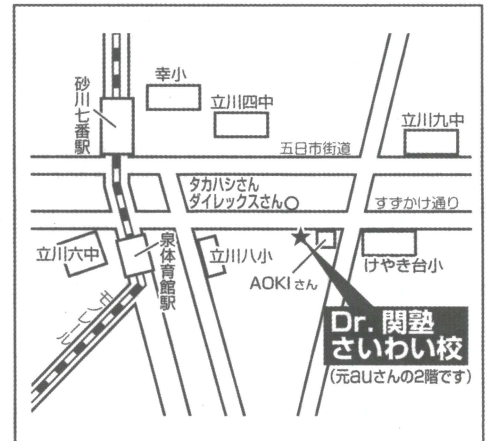 砂川七番駅
幸小
立川四中
立川九中
五日市街道
タカハシさん
ダイレックスさん
すずかけ通り
立川六中
泉体育館駅
立川八小
AOKIさん
けやき台小
モノレール
Dr. 関塾
さいわい校
(元auさんの2階です)